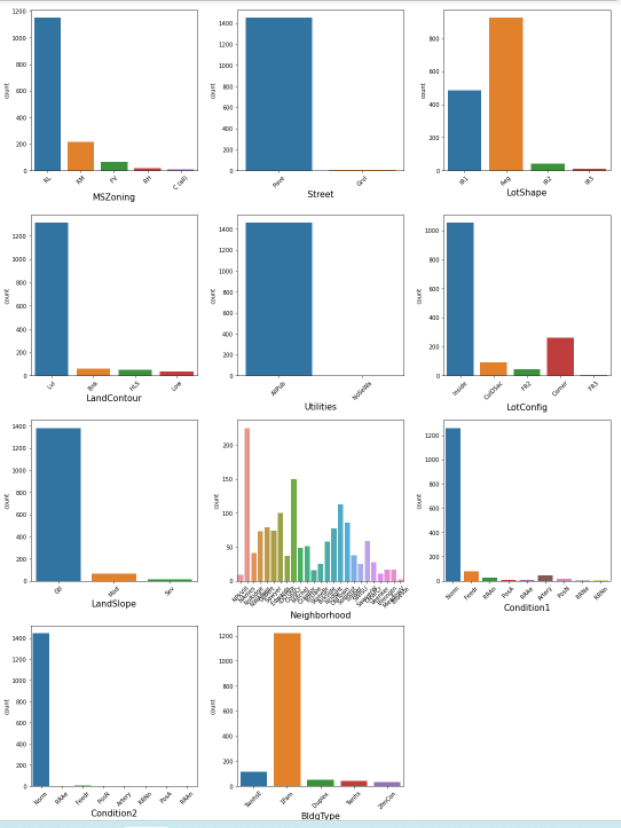 1200
1000
800
600
400
200
0
count
RL
RM
FV
RH
C (all)
MSZoning
1400
1200
1000
800
600
400
200
0
count
Pave
Grvl
Street
800
600
400
200
0
count
IR1
Reg
IR2
IR3
LotShape
1200
1000
800
600
400
200
0
count
Lvl
Bnk
HLS
Low
LandContour
1400
1200
1000
800
600
400
200
0
count
AllPub
NoSeWa
Utilities
1000
800
600
400
200
0
count
Inside
CulDSac
FR2
Corner
FR3
LotConfig
1400
1200
1000
800
600
400
200
0
count
Gtl
Mod
Sev
LandSlope
200
150
100
50
0
count
Neighborhood
1200
1000
800
600
400
200
0
count
Norm
Feedr
RRAn
PosA
RRAe
Artery
PosN
RRNe
RRNn
Condition1
1400
1200
1000
800
600
400
200
0
count
Norm
RRAe
Feedr
PosN
Artery
RRNn
PosA
RRAn
Condition2
1200
1000
800
600
400
200
0
count
TwnhsE
1Fam
Duplex
Twnhs
2fmCon
BldgType